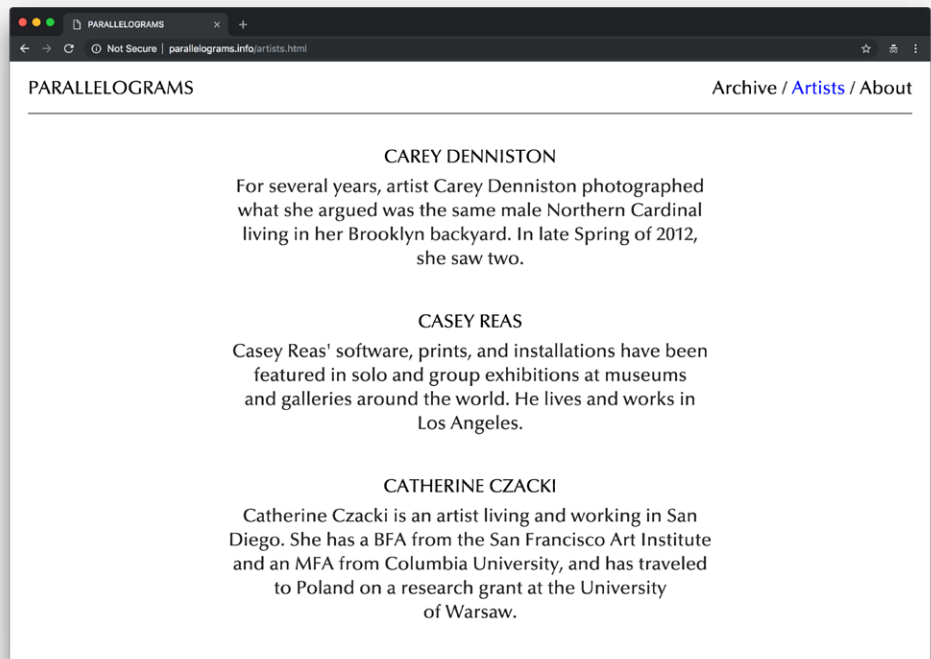 PARALLELOGRAMS
Not Secure | parallelograms.info/artists.html
PARALLELOGRAMS
Archive / Artists / About
CAREY DENNISTON
For several years, artist Carey Denniston photographed
what she argued was the same male Northern Cardinal
living in her Brooklyn backyard. In late Spring of 2012,
she saw two.
CASEY REAS
Casey Reas' software, prints, and installations have been
featured in solo and group exhibitions at museums
and galleries around the world. He lives and works in
Los Angeles.
CATHERINE CZACKI
Catherine Czacki is an artist living and working in San
Diego. She has a BFA from the San Francisco Art Institute
and an MFA from Columbia University, and has traveled
to Poland on a research grant at the University
of Warsaw.